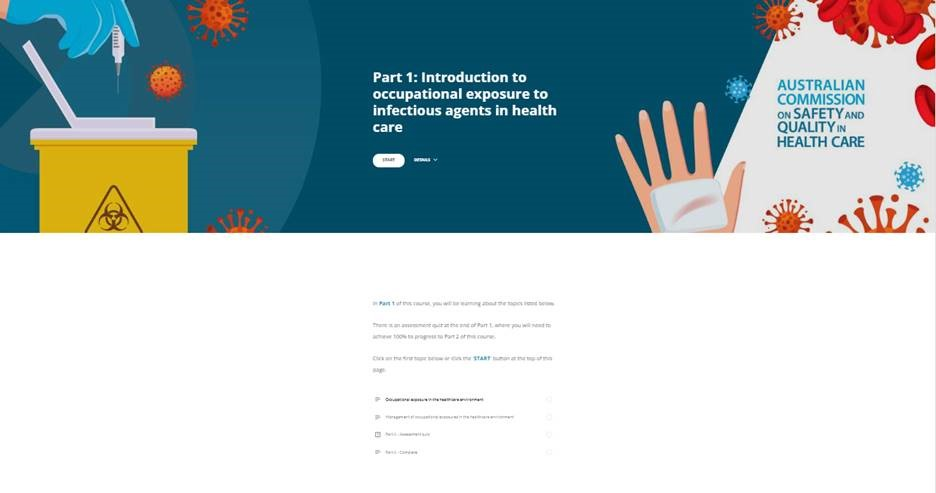 Part 1: Introduction to
occupational exposure to
infectious agents in health
care
START
DETAILS
AUSTRALIAN
COMMISSION
ON SAFETY AND
QUALITY IN
HEALTH CARE
In Part 1 of this course, you will be learning about the topics listed below.
There is an assessment quiz at the end of Part 1, where you will need to
achieve 100% to progress to Part 2 of this course.
Click on the first topic below or click the START button at the top of this
page.
Occupational exposure in the healthcare environment
Management of occupational exposures in the healthcare environment
Part 1 - Assessment quiz
Part 1 - Complete